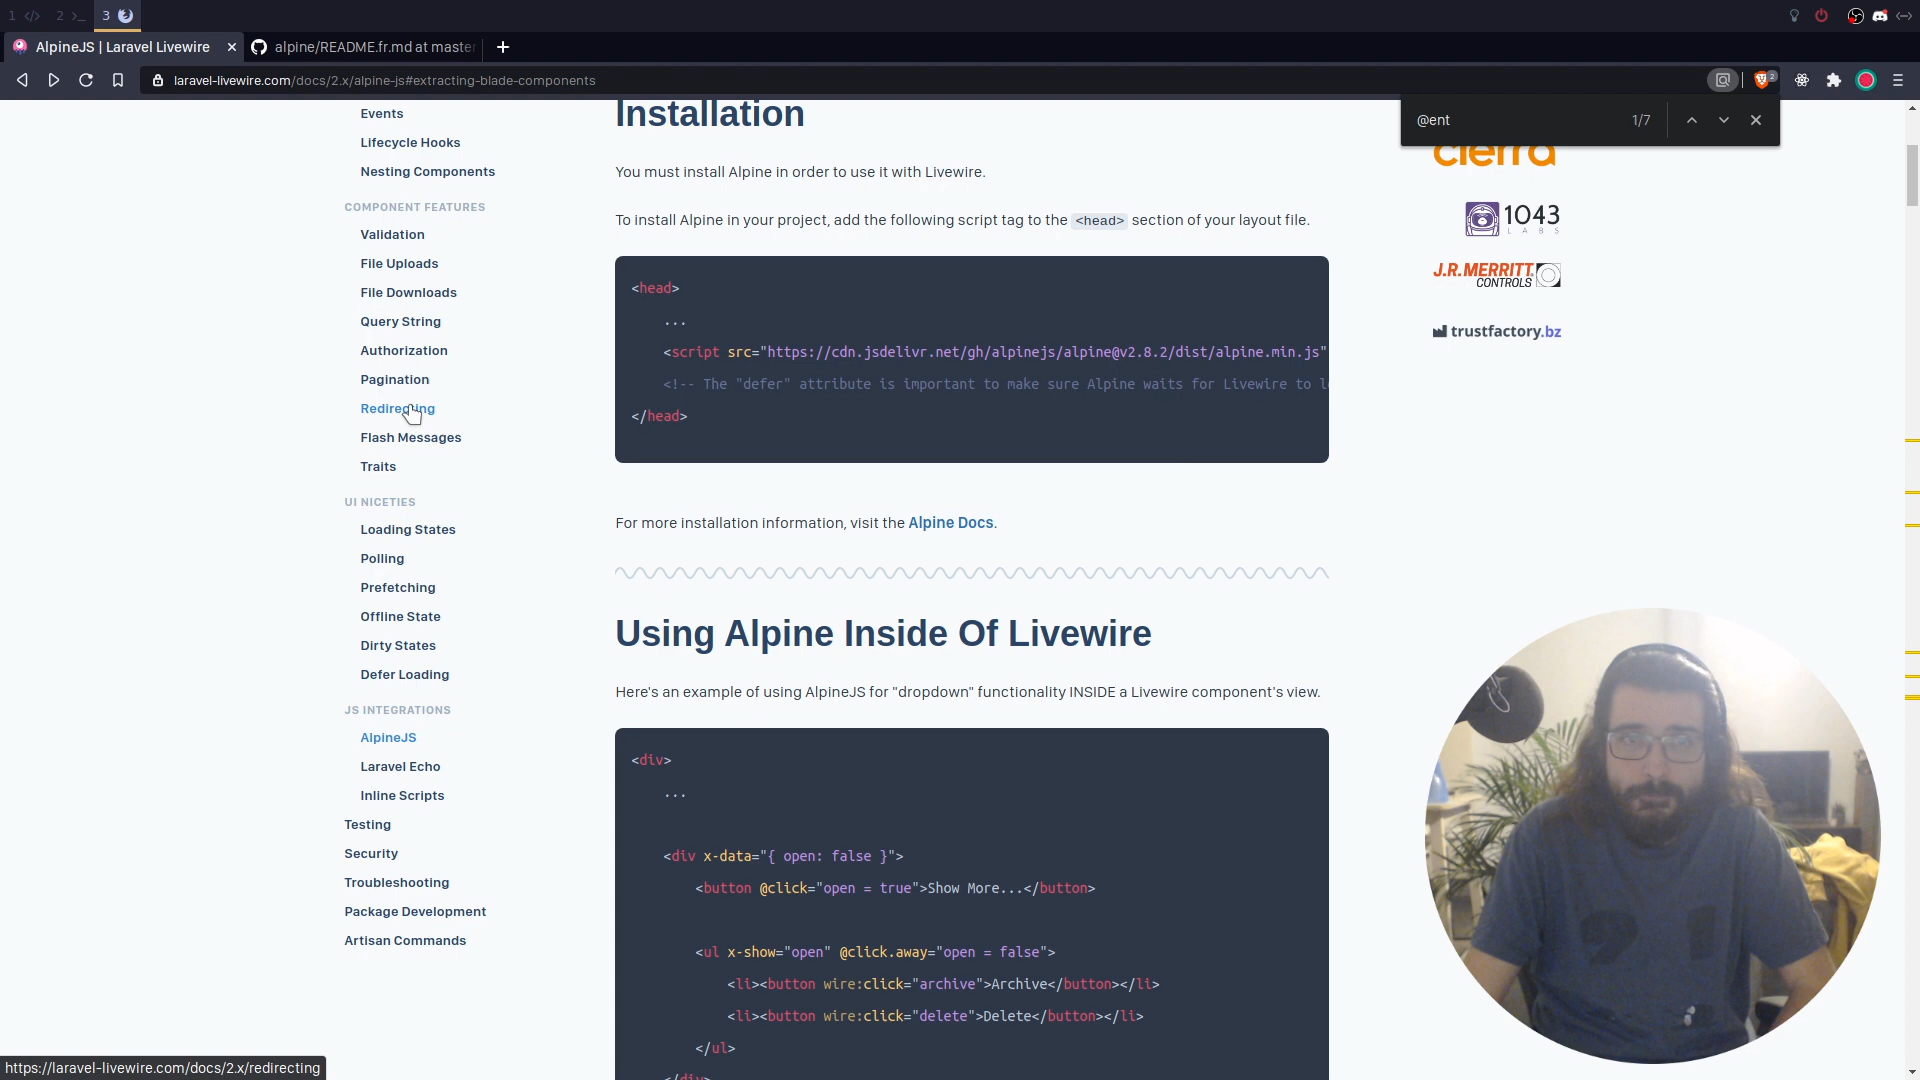 1 </> 2 >_ 3
AlpineJS | Laravel Livewire
alpine/README.fr.md at maste
laravel-livewire.com/docs/2.x/alpine-js#extracting-blade-components
2
@ent 1/7
Events
Lifecycle Hooks
Nesting Components
COMPONENT FEATURES
Validation
File Uploads
File Downloads
Query String
Authorization
Pagination
Redirecting
Flash Messages
Traits
UI NICETIES
Loading States
Polling
Prefetching
Offline State
Dirty States
Defer Loading
JS INTEGRATIONS
AlpineJS
Laravel Echo
Inline Scripts
Testing
Security
Troubleshooting
Package Development
Artisan Commands
Installation
You must install Alpine in order to use it with Livewire.
To install Alpine in your project, add the following script tag to the <head> section of your layout file.
<head>
...
<script src="https://cdn.jsdelivr.net/gh/alpinejs/alpine@v2.8.2/dist/alpine.min.js"
<!-- The "defer" attribute is important to make sure Alpine waits for Livewire to l
</head>
For more installation information, visit the Alpine Docs.
Using Alpine Inside Of Livewire
Here's an example of using AlpineJS for "dropdown" functionality INSIDE a Livewire component's view.
<div>
...
<div x-data="{ open: false }">
<button @click="open = true">Show More...</button>
<ul x-show="open" @click.away="open = false">
<li><button wire:click="archive">Archive</button></li>
<li><button wire:click="delete">Delete</button></li>
</ul>
</div>
cierra
1043
LABS
J.R.MERRITT
CONTROLS
trustfactory.bz
https://laravel-livewire.com/docs/2.x/redirecting